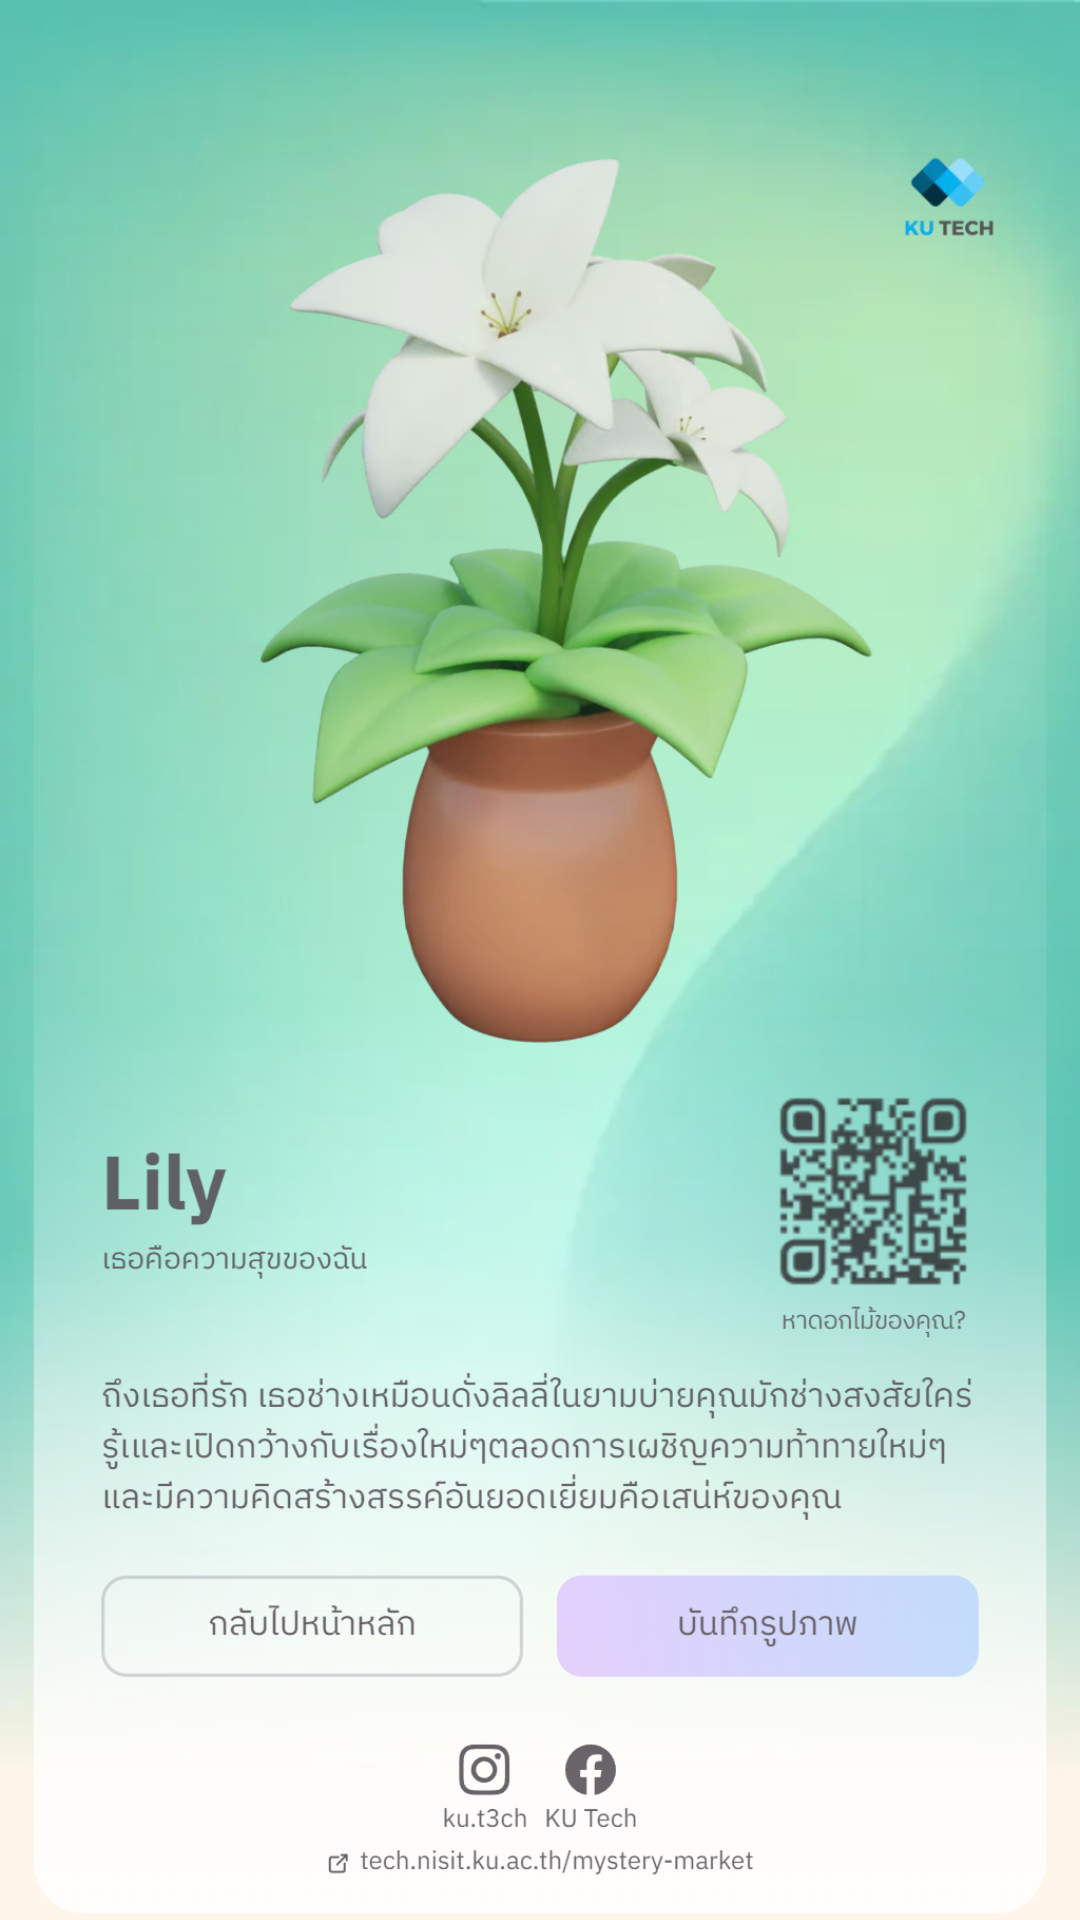 KU TECH
Lily
เธอคือความสุขของฉัน
หาดอกไม้ของคุณ?
ถึงเธอที่รัก เธอช่างเหมือนดั่งลิลลี่ในยามบ่ายคุณมักช่างสงสัยใคร่
รู้เเละเปิดกว้างกับเรื่องใหม่ๆตลอดการเผชิญความท้าทายใหม่ๆ
และมีความคิดสร้างสรรค์อันยอดเยี่ยมคือเสน่ห์ของคุณ
กลับไปหน้าหลัก
บันทึกรูปภาพ
ku.t3ch KU Tech
tech.nisit.ku.ac.th/mystery-market